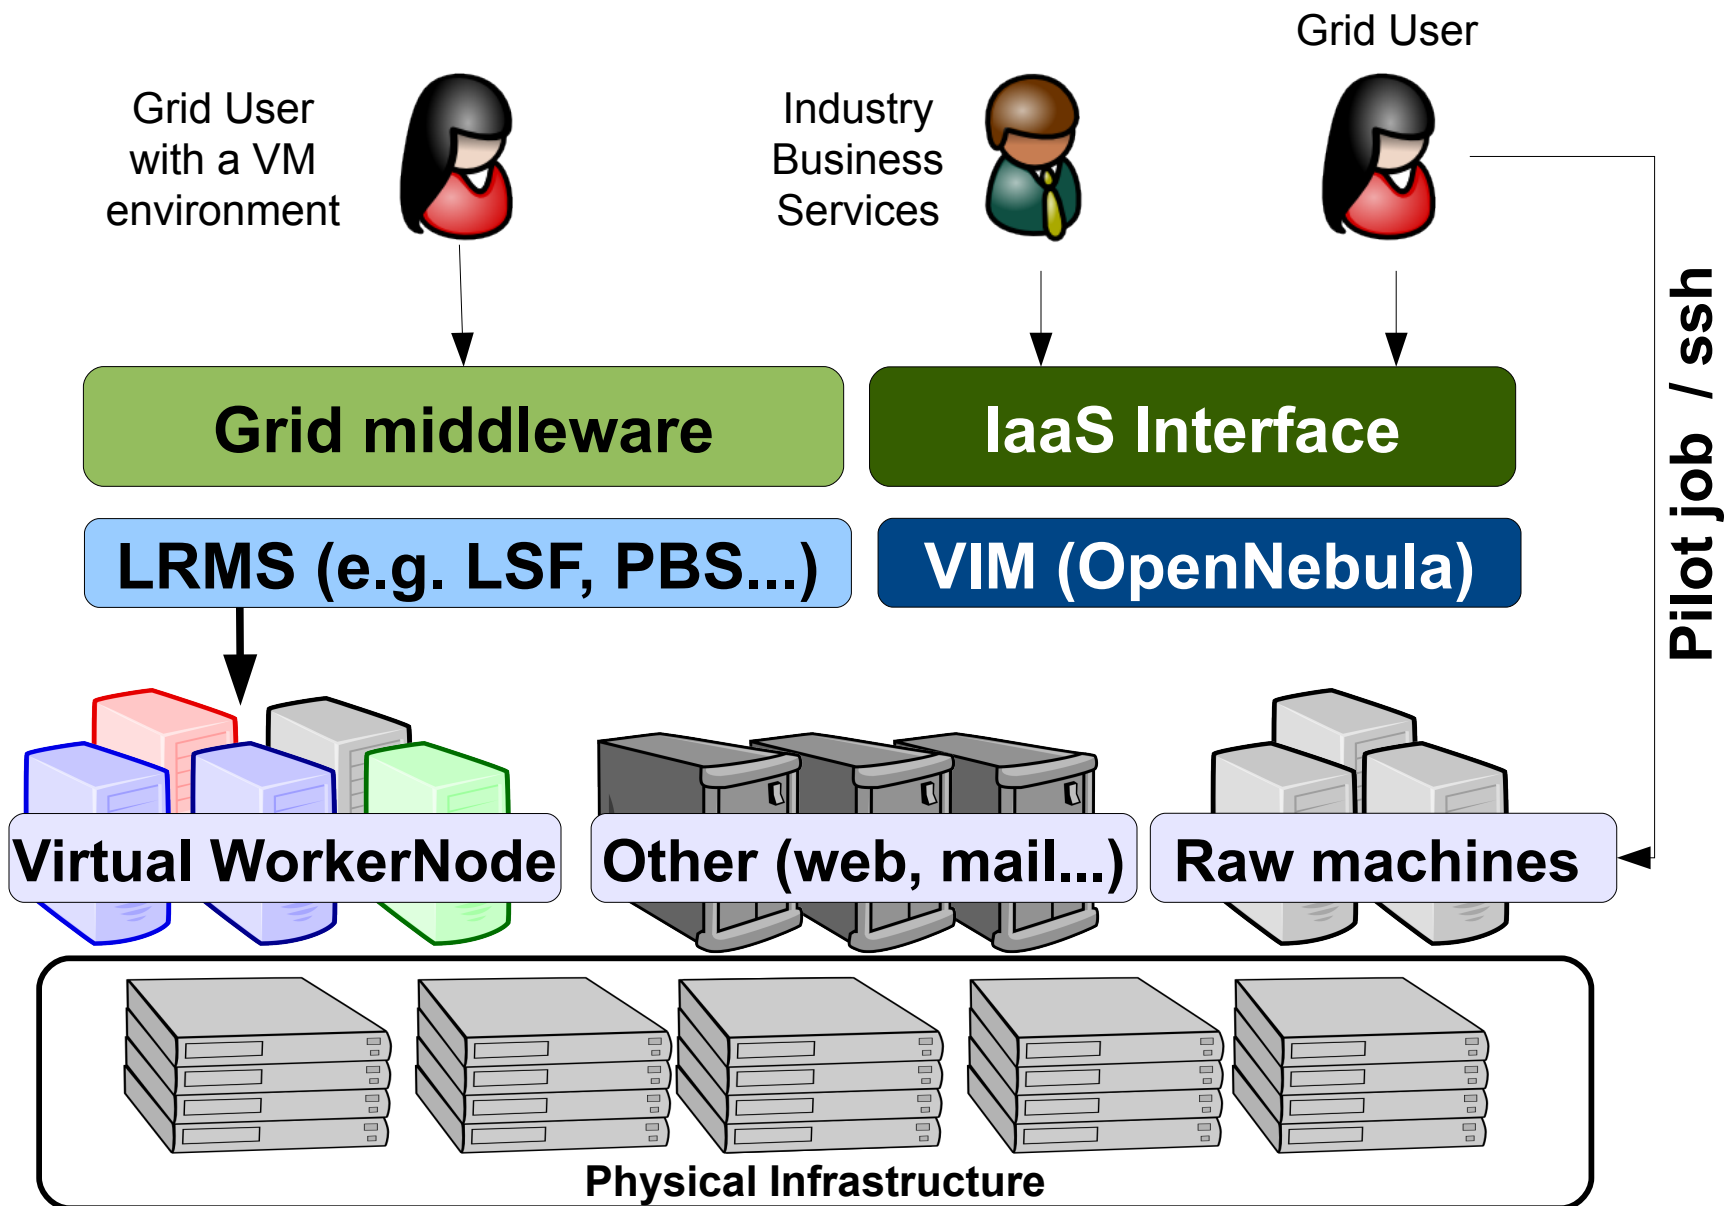 Grid User
Grid User
with a VM
environment
Industry
Business
Services
Grid middleware
IaaS Interface
Pilot job / ssh
LRMS (e.g. LSF, PBS...)
VIM (OpenNebula)
Virtual WorkerNode
Other (web, mail...)
Raw machines
Physical Infrastructure